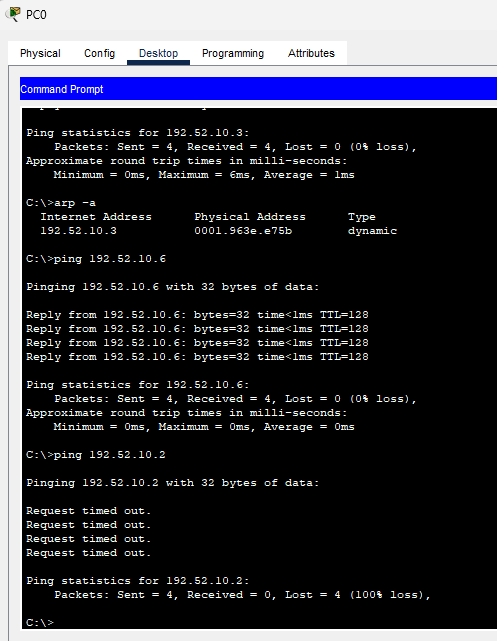 PC0
Physical Config Desktop Programming Attributes
Command Prompt
Ping statistics for 192.52.10.3:
    Packets: Sent = 4, Received = 4, Lost = 0 (0% loss),
Approximate round trip times in milli-seconds:
    Minimum = 0ms, Maximum = 6ms, Average = 1ms
C:\>arp -a
  Internet Address      Physical Address      Type
  192.52.10.3           0001.963e.e75b        dynamic
C:\>ping 192.52.10.6
Pinging 192.52.10.6 with 32 bytes of data:
Reply from 192.52.10.6: bytes=32 time<1ms TTL=128
Reply from 192.52.10.6: bytes=32 time<1ms TTL=128
Reply from 192.52.10.6: bytes=32 time<1ms TTL=128
Reply from 192.52.10.6: bytes=32 time<1ms TTL=128
Ping statistics for 192.52.10.6:
    Packets: Sent = 4, Received = 4, Lost = 0 (0% loss),
Approximate round trip times in milli-seconds:
    Minimum = 0ms, Maximum = 0ms, Average = 0ms
C:\>ping 192.52.10.2
Pinging 192.52.10.2 with 32 bytes of data:
Request timed out.
Request timed out.
Request timed out.
Request timed out.
Ping statistics for 192.52.10.2:
    Packets: Sent = 4, Received = 0, Lost = 4 (100% loss),
C:\>